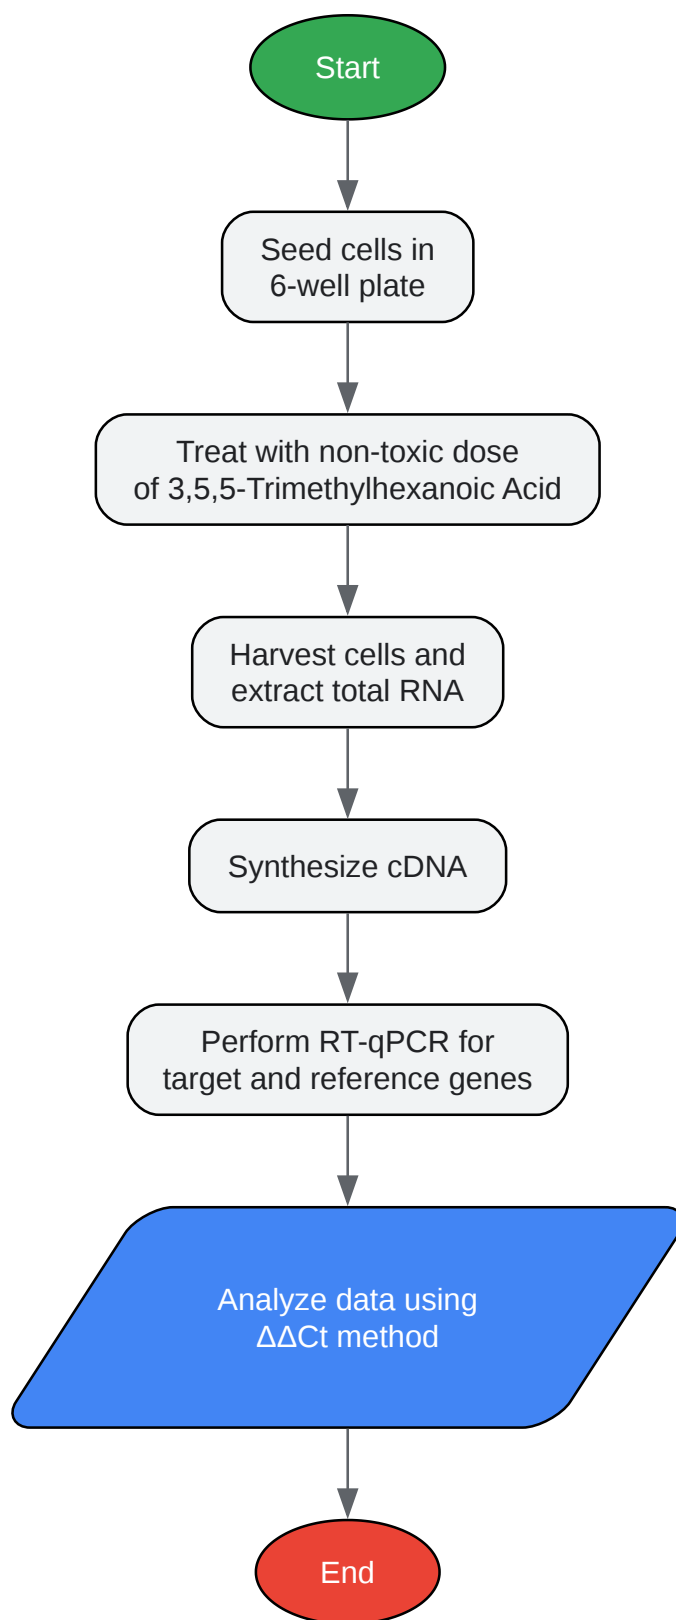 Start
Seed cells in
6-well plate
Treat with non-toxic dose
of 3,5,5-Trimethylhexanoic Acid
Harvest cells and
extract total RNA
Synthesize cDNA
Perform RT-qPCR for
target and reference genes
Analyze data using
ΔΔCt method
End